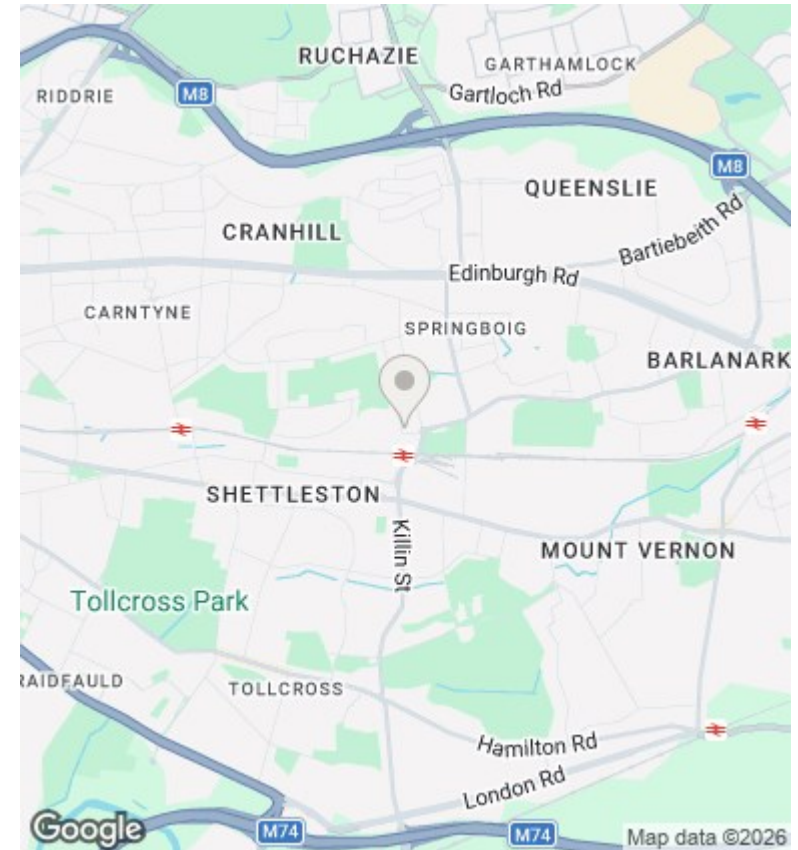 RUCHAZIE
GARTHAMLOCK
RIDDRIE
M8
Gartloch Rd
M8
QUEENSLIE
CRANHILL
Bartiebeith Rd
Edinburgh Rd
CARNTYNE
SPRINGBOIG
BARLANARK
SHETTLESTON
Killin St
MOUNT VERNON
Tollcross Park
RAIDFAULD
TOLLCROSS
Hamilton Rd
London Rd
Google
M74
M74
Map data ©2026